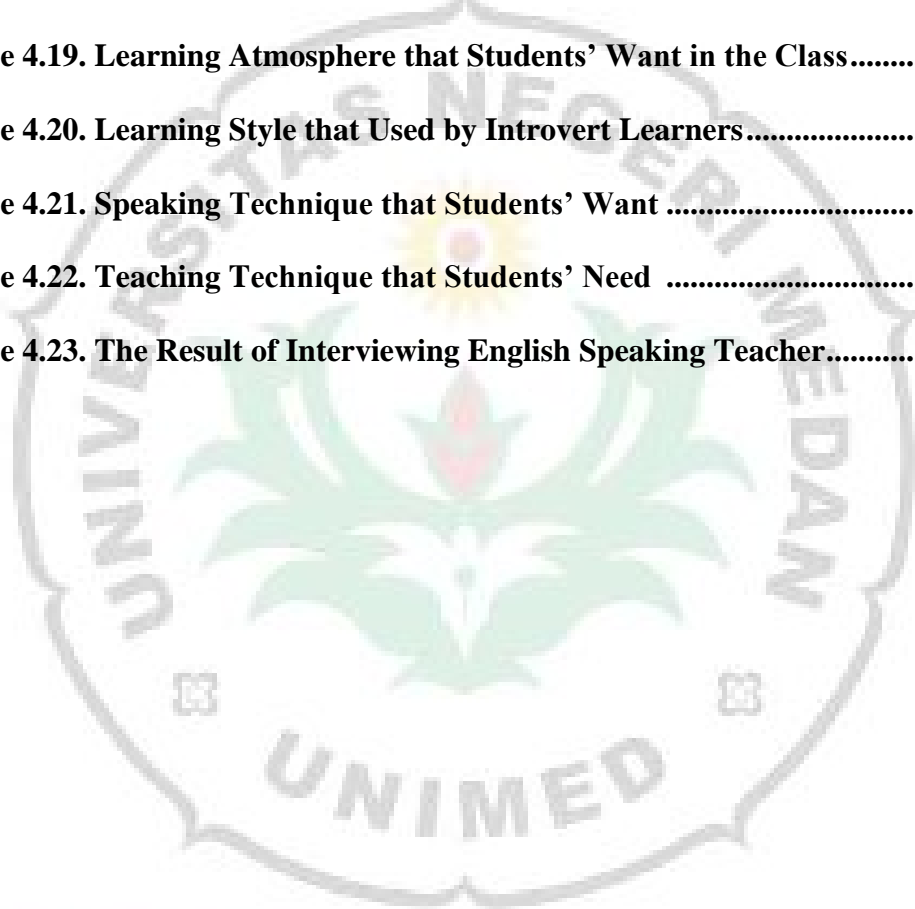 e 4.19. Learning Atmosphere that Students’ Want in the Class........
e 4.20. Learning Style that Used by Introvert Learners.....................
e 4.21. Speaking Technique that Students’ Want ...............................
e 4.22. Teaching Technique that Students’ Need ...............................
e 4.23. The Result of Interviewing English Speaking Teacher...........
UNIVERSITAS NEGERI MEDAN
UNIMED